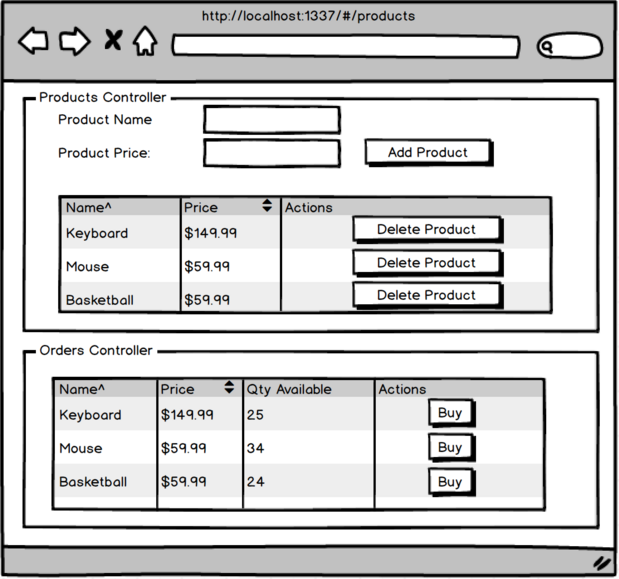 http://localhost:1337/#/products
Products Controller
Product Name
Product Price:
Add Product
Name^ Price Actions
Keyboard $149.99 Delete Product
Mouse $59.99 Delete Product
Basketball $59.99 Delete Product
Orders Controller
Name^ Price Qty Available Actions
Keyboard $149.99 25 Buy
Mouse $59.99 34 Buy
Basketball $59.99 24 Buy